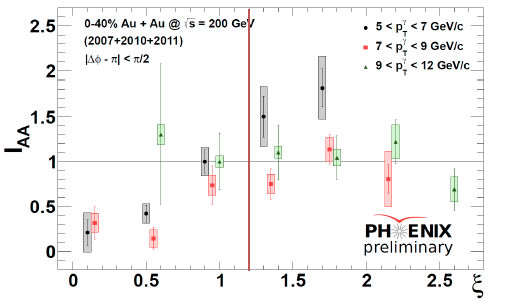 0-40% Au + Au @ √s = 200 GeV
(2007+2010+2011)
|Δϕ - π| < π/2
5 < p_T^γ < 7 GeV/c
7 < p_T^γ < 9 GeV/c
9 < p_T^γ < 12 GeV/c
I_AA
2.5
2
1.5
1
0.5
0
PHENIX
preliminary
0 0.5 1 1.5 2 2.5 ξ